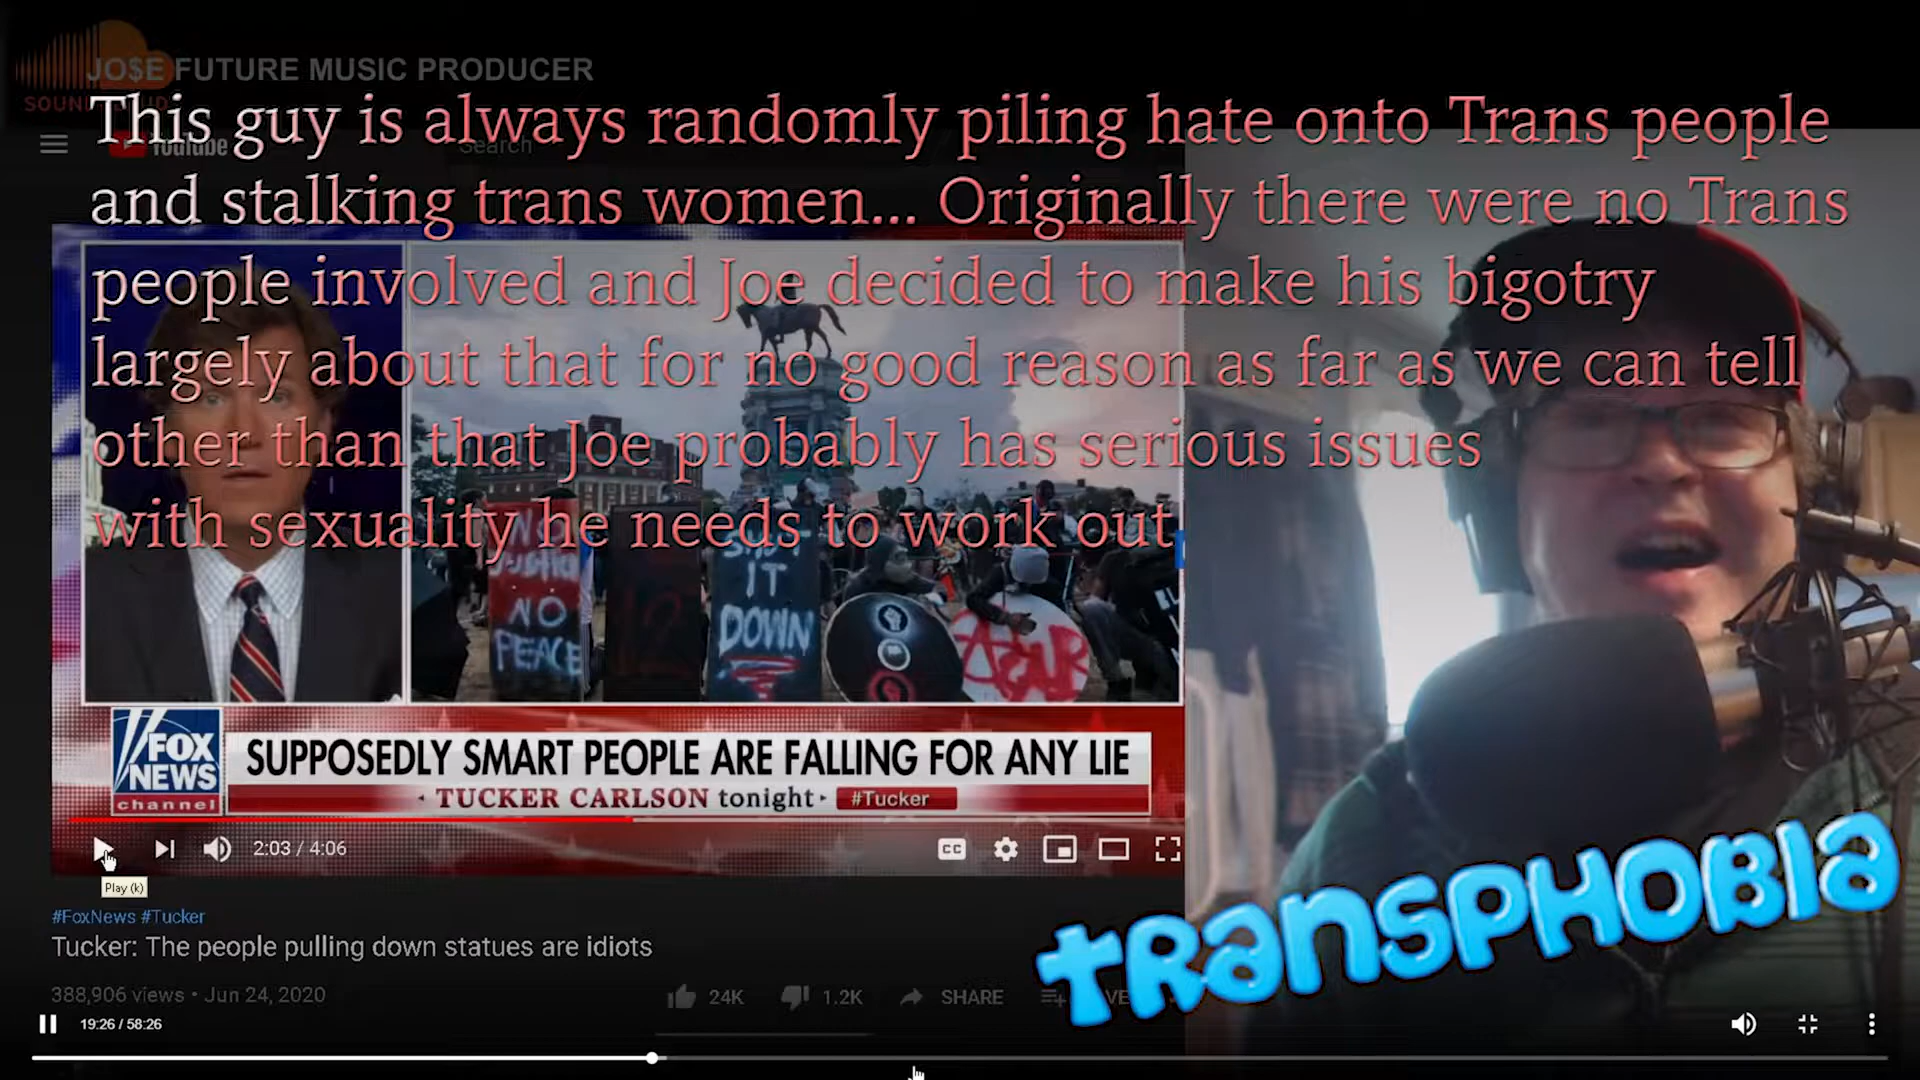 JO$E FUTURE MUSIC PRODUCER
This guy is always randomly piling hate onto Trans people
and stalking trans women... Originally there were no Trans
people involved and Joe decided to make his bigotry
largely about that for no good reason as far as we can tell
other than that Joe probably has serious issues
with sexuality he needs to work out
YouTube
Search
JUSTICE
NO
PEACE
SHUT
IT
DOWN
FOX
NEWS
channel
SUPPOSEDLY SMART PEOPLE ARE FALLING FOR ANY LIE
TUCKER CARLSON tonight
#Tucker
2:03 / 4:06
CC
Play (k)
#FoxNews #Tucker
Tucker: The people pulling down statues are idiots
388,906 views • Jun 24, 2020
24K
1.2K
SHARE
TRANSPHOBIA
19:26 / 58:26